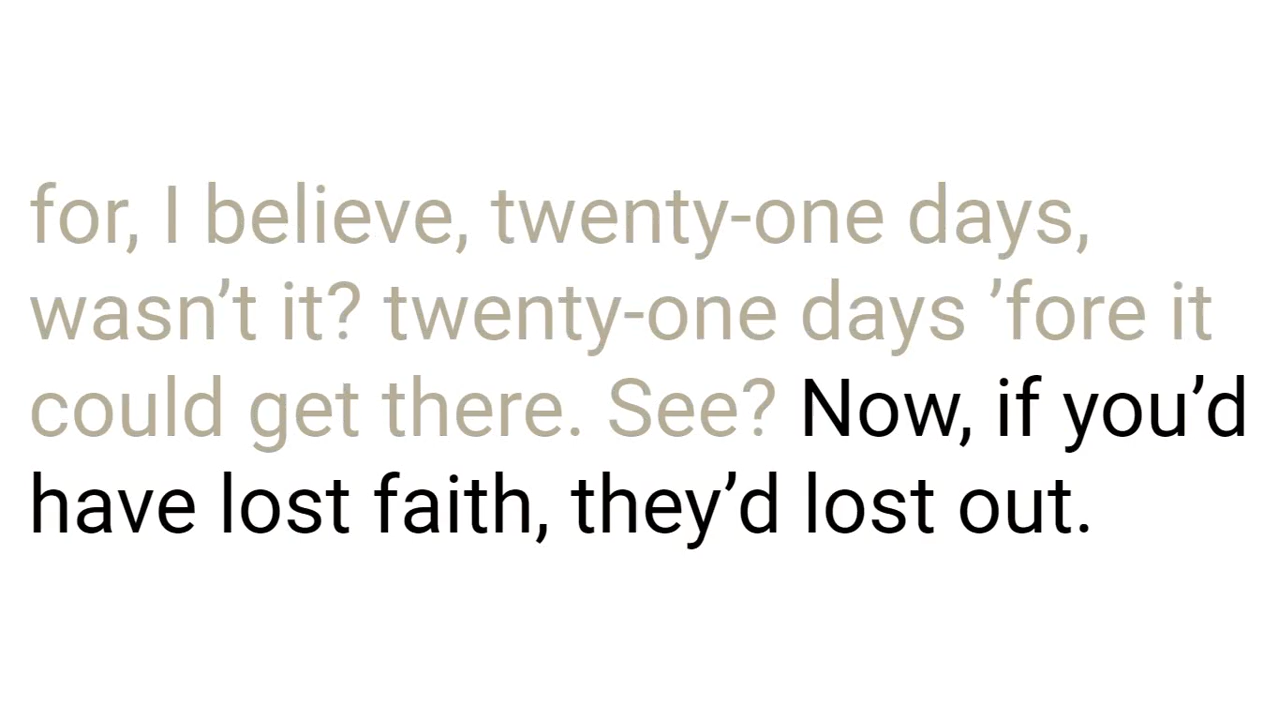 for, I believe, twenty-one days,
wasn’t it? twenty-one days ’fore it
could get there. See? Now, if you’d
have lost faith, they’d lost out.